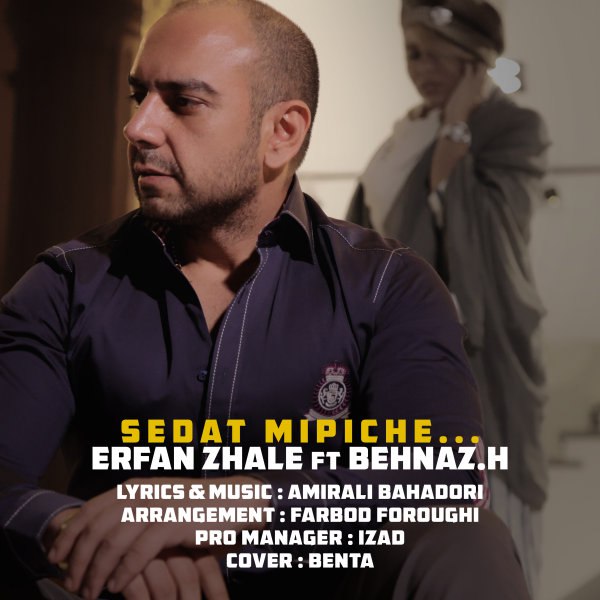 SEDAT MIPICHE...
ERFAN ZHALE FT BEHNAZ.H
LYRICS & MUSIC : AMIRALI BAHADORI
ARRANGEMENT : FARBOD FOROUGHI
PRO MANAGER : IZAD
COVER : BENTA